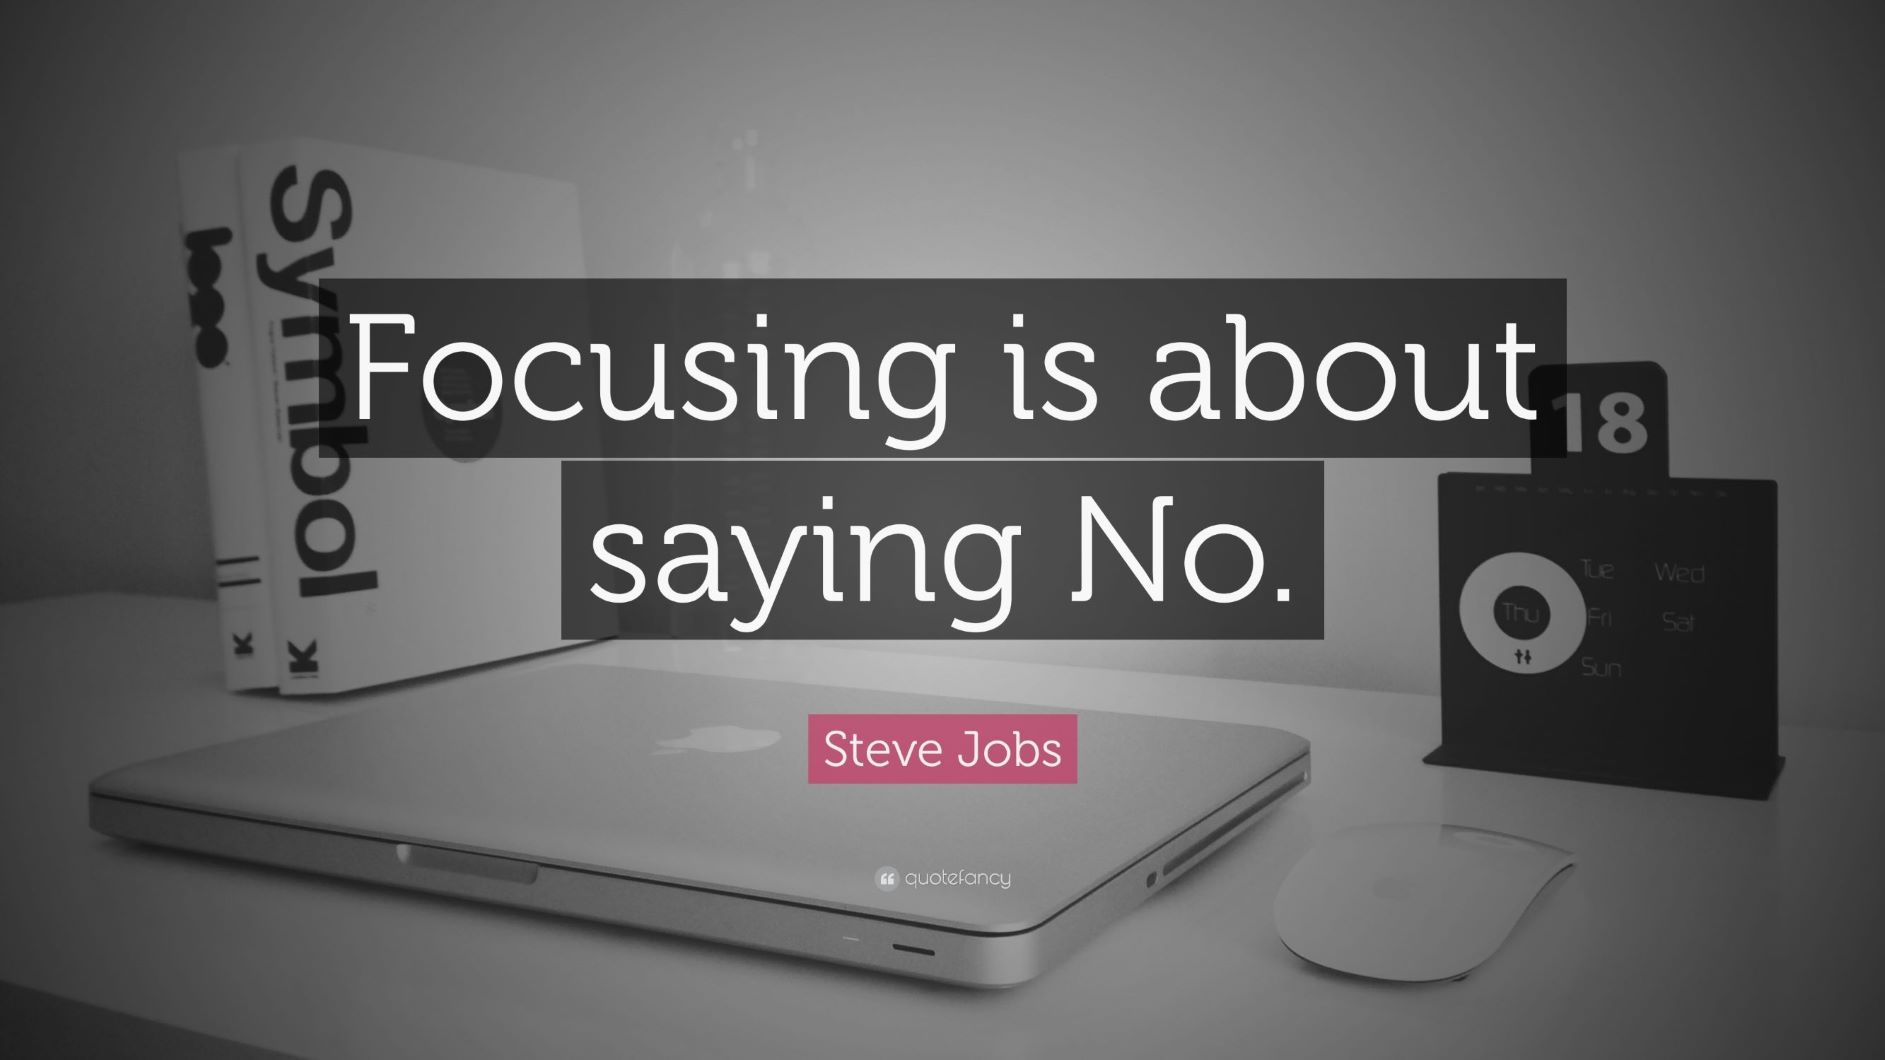 Focusing is about
saying No.
Steve Jobs
quotefancy
logo
Symbol
K
K
18
Tue Wed
Thu Fri Sat
Sun